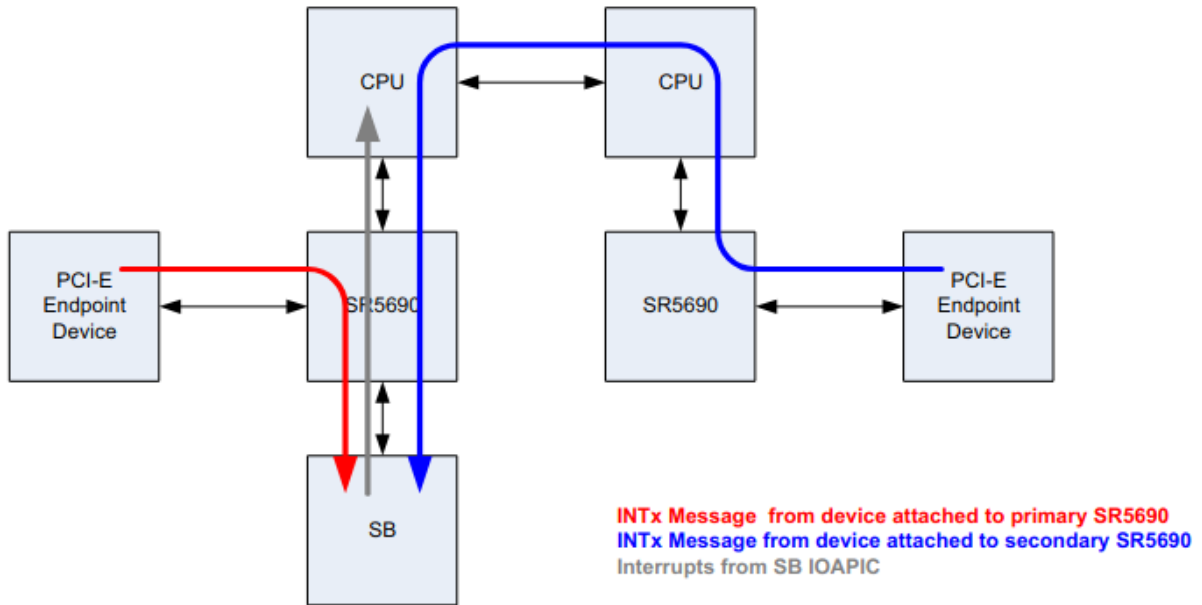 CPU
CPU
PCI-E
Endpoint
Device
SR5690
SR5690
PCI-E
Endpoint
Device
SB
INTx Message from device attached to primary SR5690
INTx Message from device attached to secondary SR5690
Interrupts from SB IOAPIC